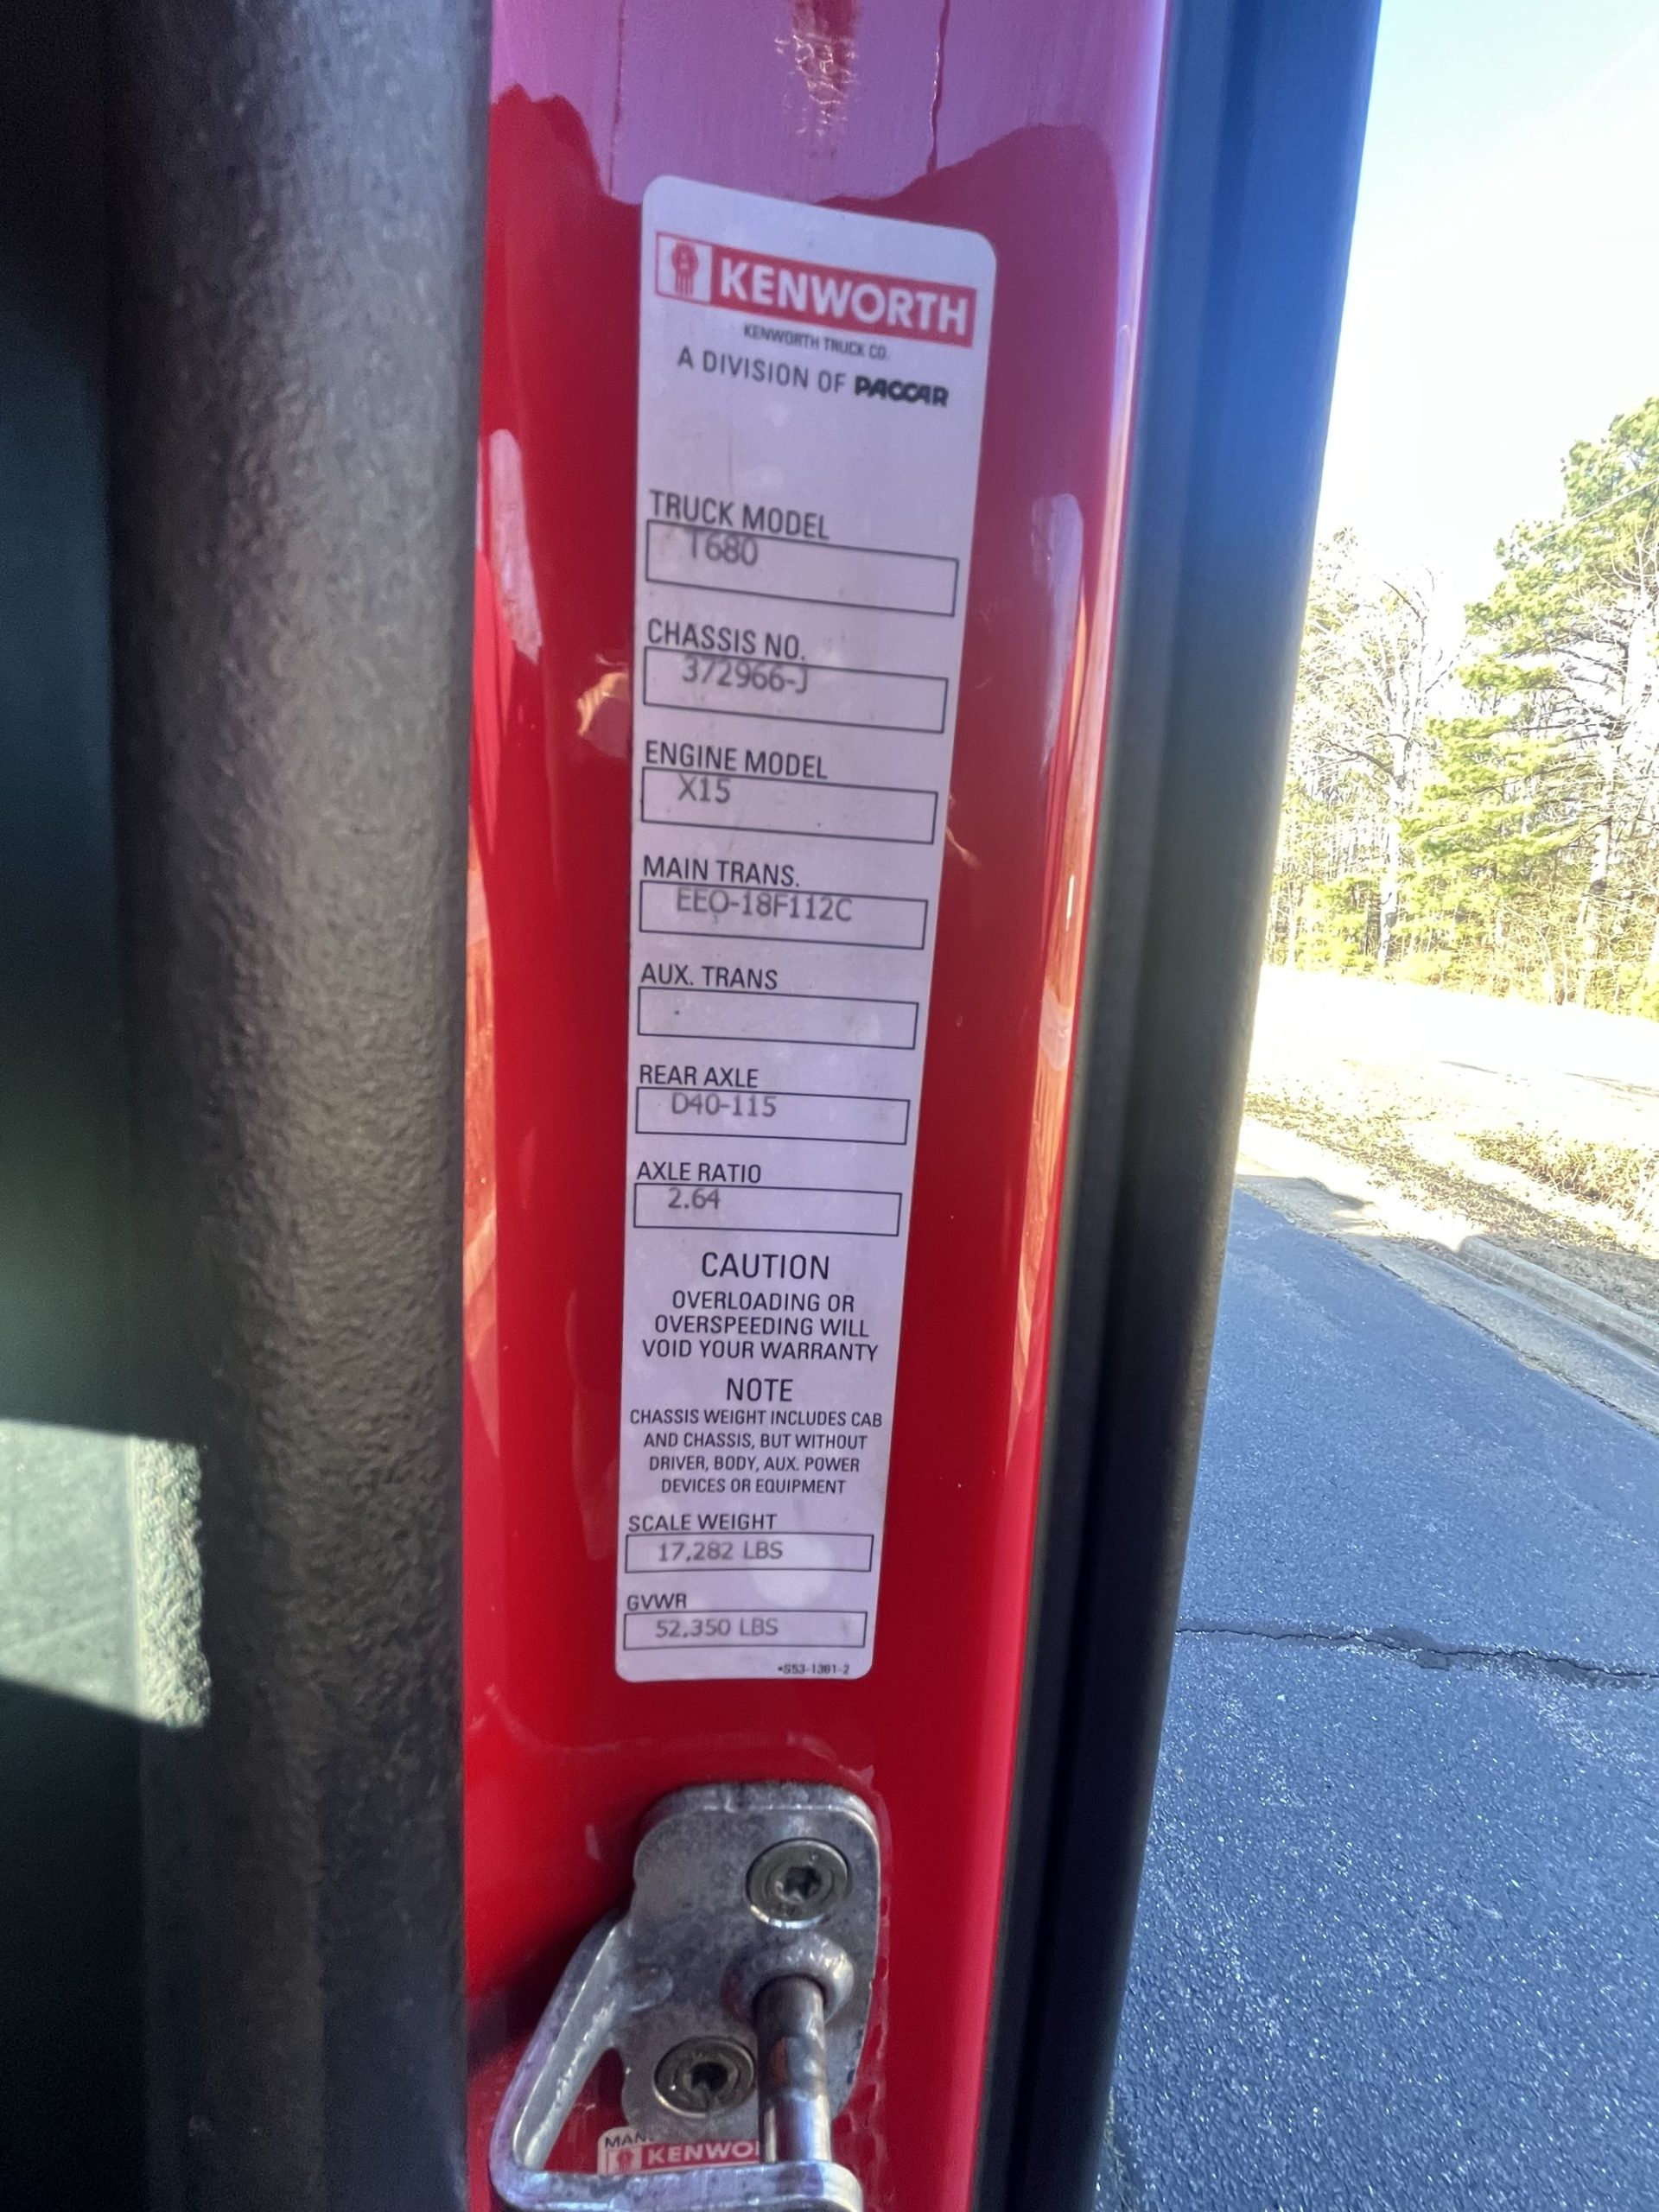 KENWORTH
KENWORTH TRUCK CO.
A DIVISION OF PACCAR
TRUCK MODEL
T680
CHASSIS NO.
372966-J
ENGINE MODEL
X15
MAIN TRANS.
EEO-18F112C
AUX. TRANS
REAR AXLE
D40-115
AXLE RATIO
2.64
CAUTION
OVERLOADING OR
OVERSPEEDING WILL
VOID YOUR WARRANTY
NOTE
CHASSIS WEIGHT INCLUDES CAB
AND CHASSIS, BUT WITHOUT
DRIVER, BODY, AUX. POWER
DEVICES OR EQUIPMENT
SCALE WEIGHT
17,282 LBS
GVWR
52,350 LBS
•S53-1361-2
MAN
KENWO